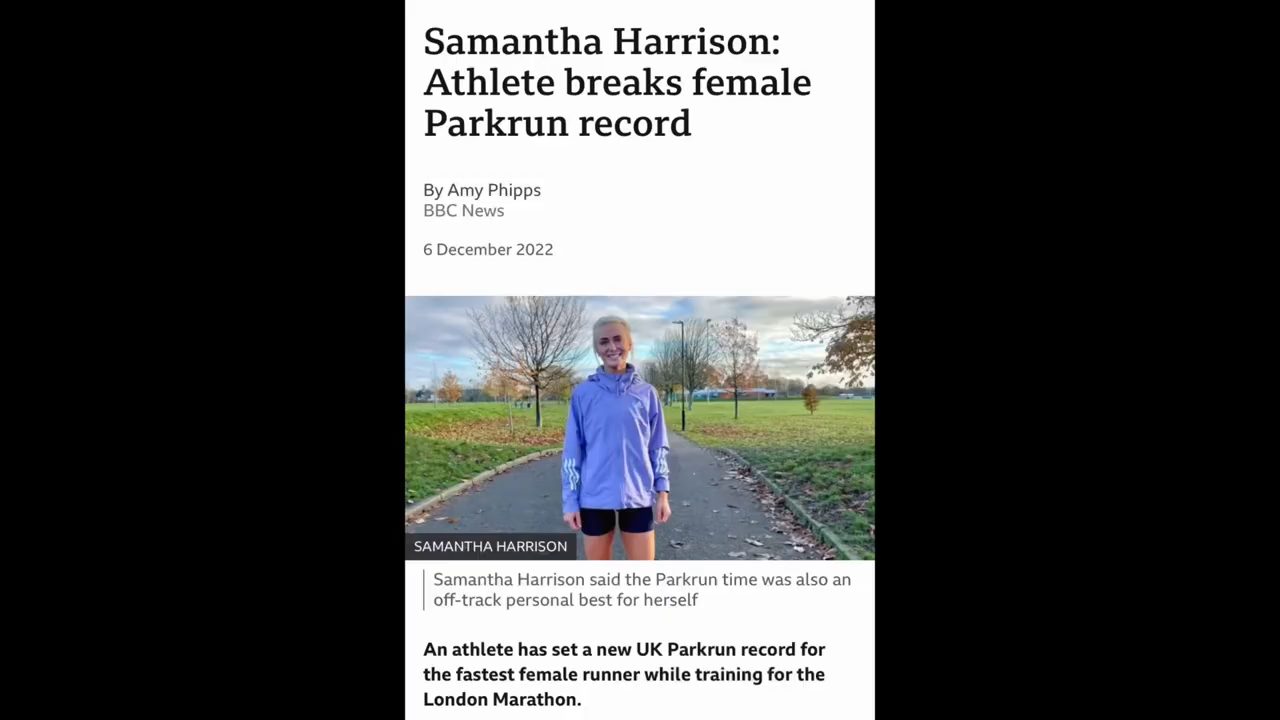 Samantha Harrison:
Athlete breaks female
Parkrun record
By Amy Phipps
BBC News
6 December 2022
SAMANTHA HARRISON
Samantha Harrison said the Parkrun time was also an
off-track personal best for herself
An athlete has set a new UK Parkrun record for
the fastest female runner while training for the
London Marathon.